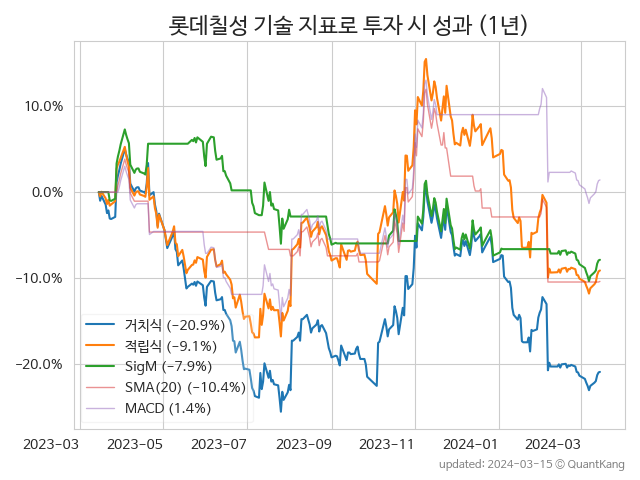 롯데칠성 기술 지표로 투자 시 성과 (1년)
10.0%
0.0%
−10.0%
−20.0%
거치식 (−20.9%)
적립식 (−9.1%)
SigM (−7.9%)
SMA(20) (−10.4%)
MACD (1.4%)
2023−03
2023−05
2023−07
2023−09
2023−11
2024−01
2024−03
updated: 2024−03−15 ⓒ QuantKang